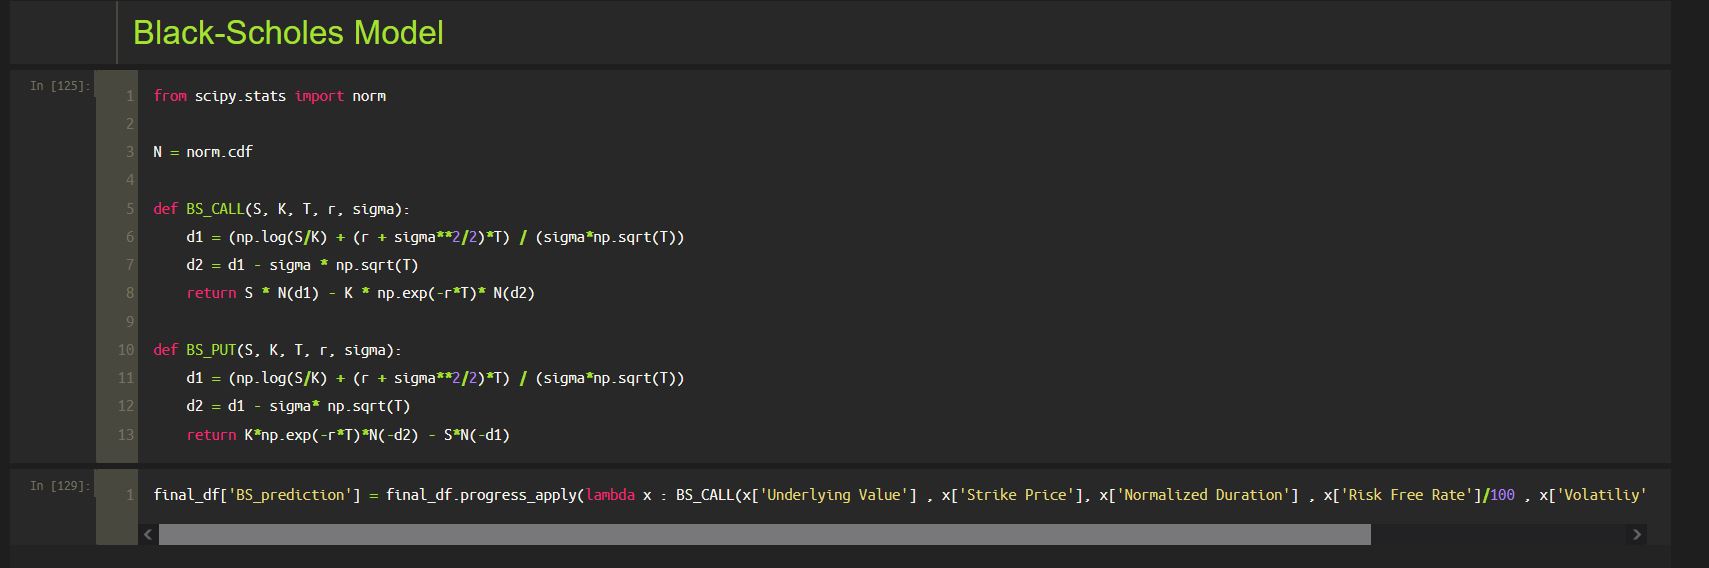 Black-Scholes Model
In [125]:
1 from scipy.stats import norm
2
3 N = norm.cdf
4
5 def BS_CALL(S, K, T, r, sigma):
6     d1 = (np.log(S/K) + (r + sigma**2/2)*T) / (sigma*np.sqrt(T))
7     d2 = d1 - sigma * np.sqrt(T)
8     return S * N(d1) - K * np.exp(-r*T)* N(d2)
9
10 def BS_PUT(S, K, T, r, sigma):
11     d1 = (np.log(S/K) + (r + sigma**2/2)*T) / (sigma*np.sqrt(T))
12     d2 = d1 - sigma* np.sqrt(T)
13     return K*np.exp(-r*T)*N(-d2) - S*N(-d1)
In [129]:
1 final_df['BS_prediction'] = final_df.progress_apply(lambda x : BS_CALL(x['Underlying Value'] , x['Strike Price'], x['Normalized Duration'] , x['Risk Free Rate']/100 , x['Volatiliy'